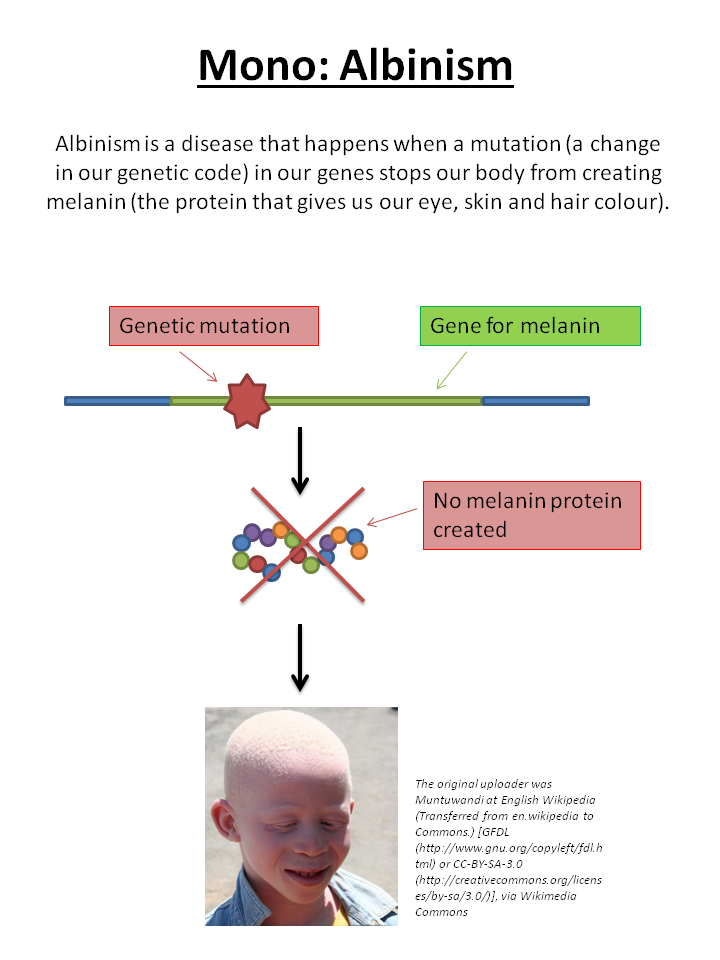 Mono: Albinism
Albinism is a disease that happens when a mutation (a change
in our genetic code) in our genes stops our body from creating
melanin (the protein that gives us our eye, skin and hair colour).
Genetic mutation
Gene for melanin
No melanin protein
created
The original uploader was
Muntuwandi at English Wikipedia
(Transferred from en.wikipedia to
Commons.) [GFDL
(http://www.gnu.org/copyleft/fdl.h
tml) or CC-BY-SA-3.0
(http://creativecommons.org/licens
es/by-sa/3.0/)], via Wikimedia
Commons